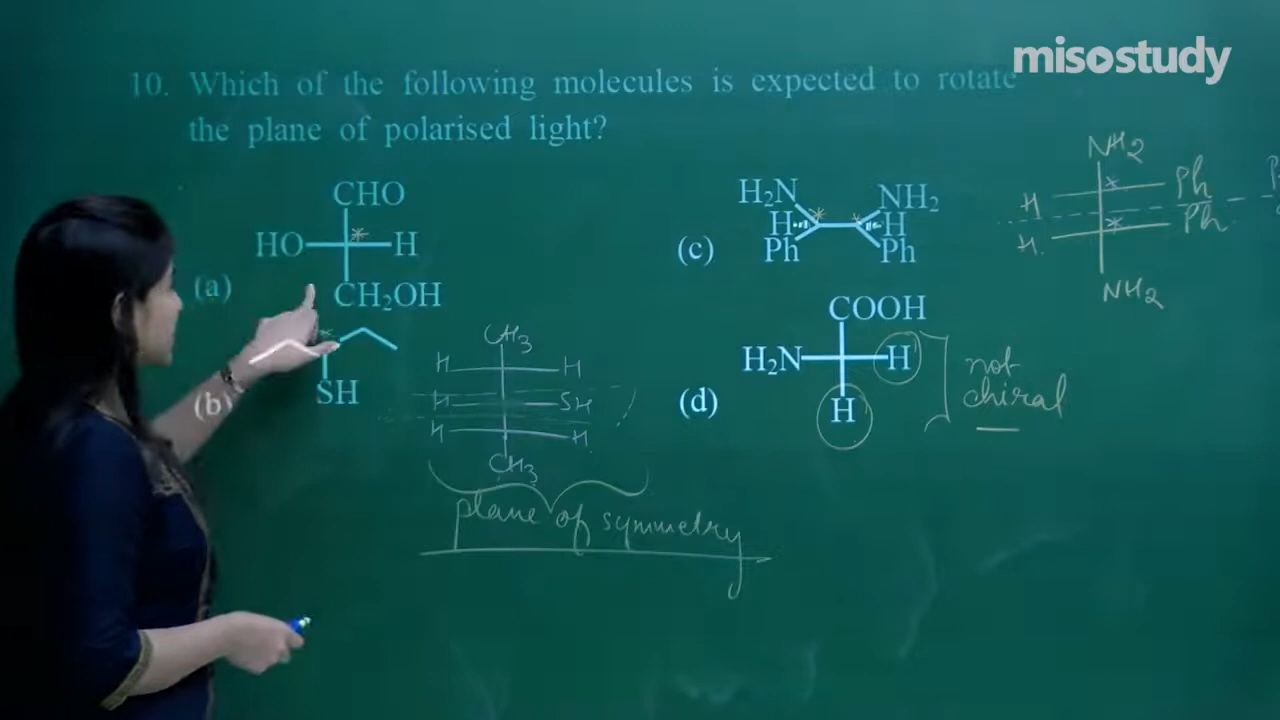 misostudy
10. Which of the following molecules is expected to rotate
the plane of polarised light?
(a)
CHO
HO H
*
CH₂OH
(b)
*
SH
CH3
H H
H SH
H H
CH3
plane of symmetry
(c)
H₂N NH₂
* *
H H
Ph Ph
(d)
COOH
H₂N H
H
not
chiral
NH2
* Ph
H
* Ph
H
NH2